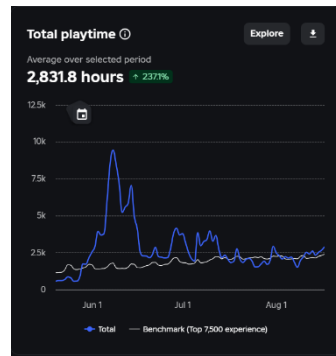 Total playtime
Explore
Average over selected period
2,831.8 hours ↑ 237.1%
12.5k
10k
7.5k
5k
2.5k
0
Jun 1 Jul 1 Aug 1
Total Benchmark (Top 7,500 experience)